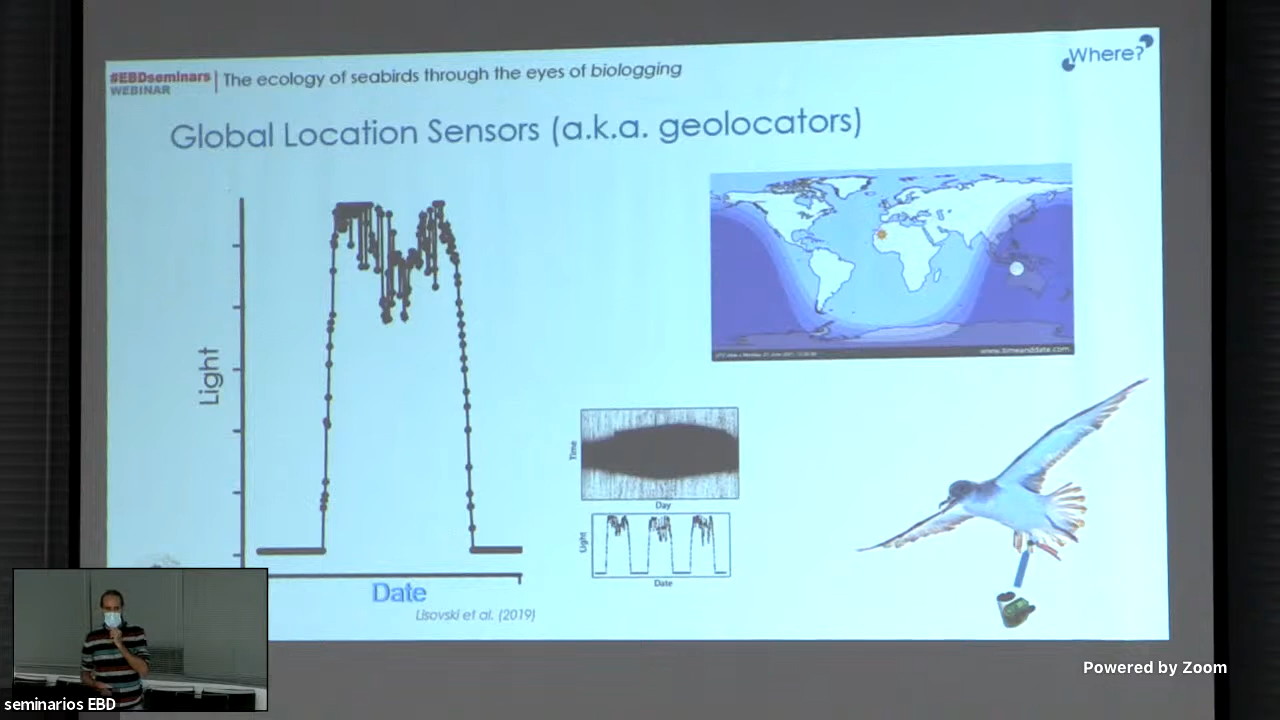 #EBDseminars
WEBINAR
The ecology of seabirds through the eyes of biologging
Where?
Global Location Sensors (a.k.a. geolocators)
Light
Date
Lisovski et al. (2019)
Time
Day
Light
Date
www.timeanddate.com
Powered by Zoom
seminarios EBD